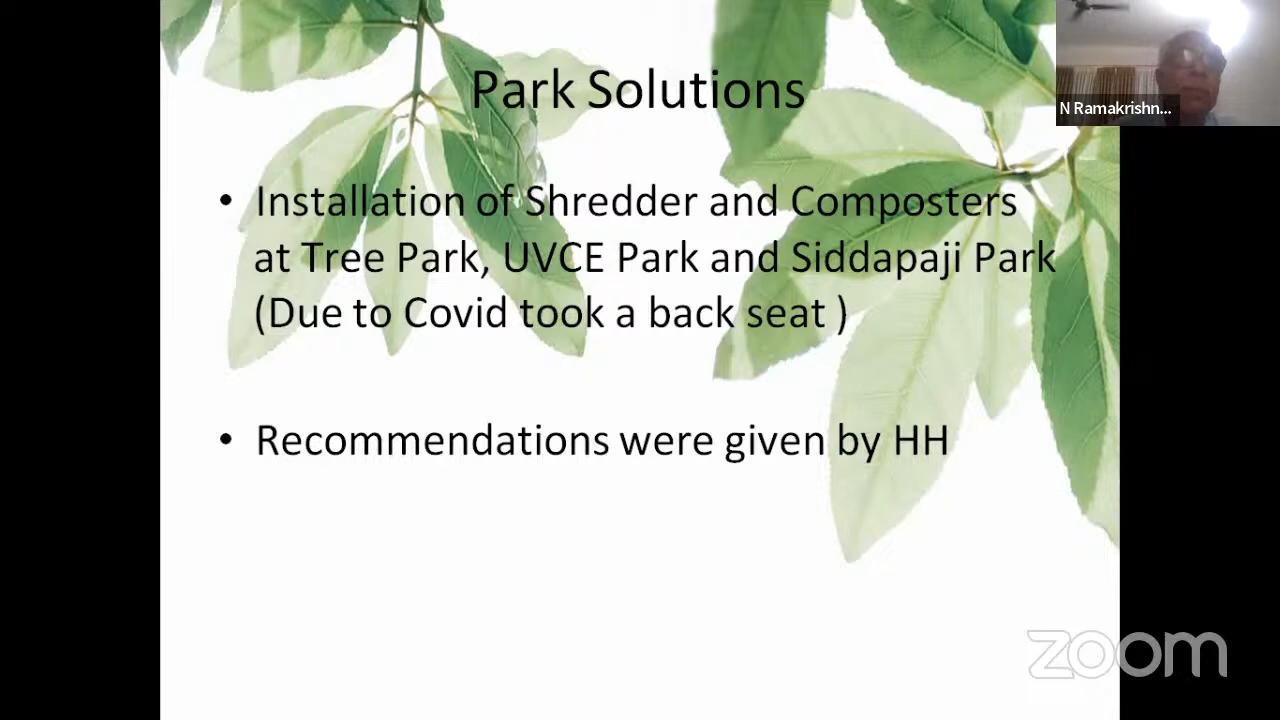 Park Solutions
N Ramakrishn...
• Installation of Shredder and Composters
at Tree Park, UVCE Park and Siddapaji Park
(Due to Covid took a back seat )
• Recommendations were given by HH
zoom